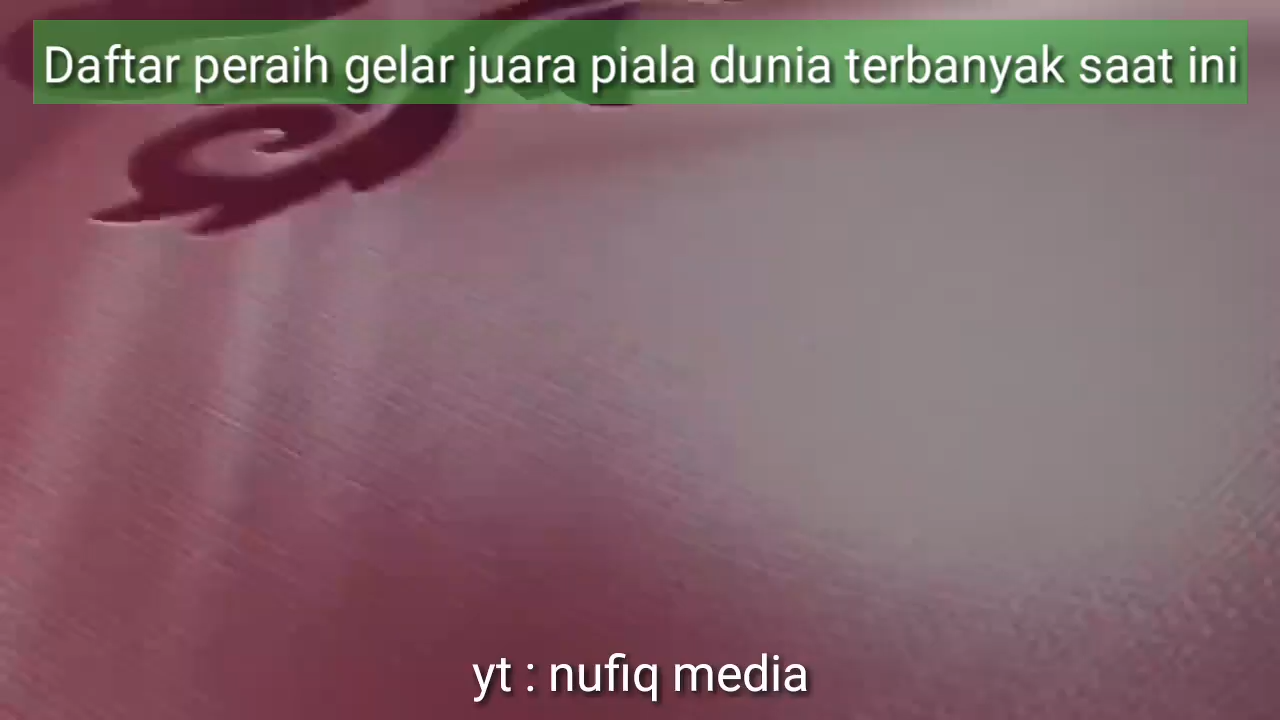 Daftar peraih gelar juara piala dunia terbanyak saat ini
yt : nufiq media